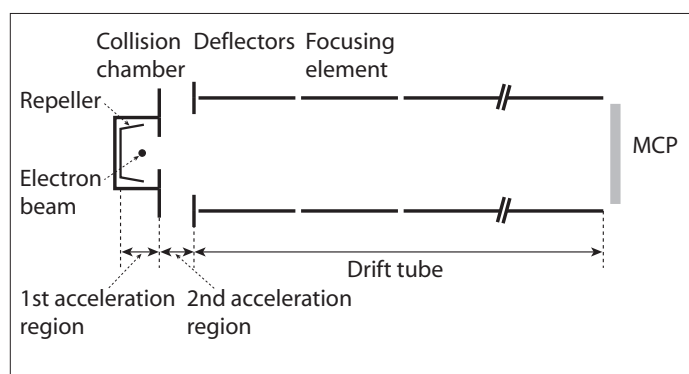 Collision Deflectors Focusing
chamber element
Repeller
MCP
Electron
beam
Drift tube
1st acceleration 2nd acceleration
region region